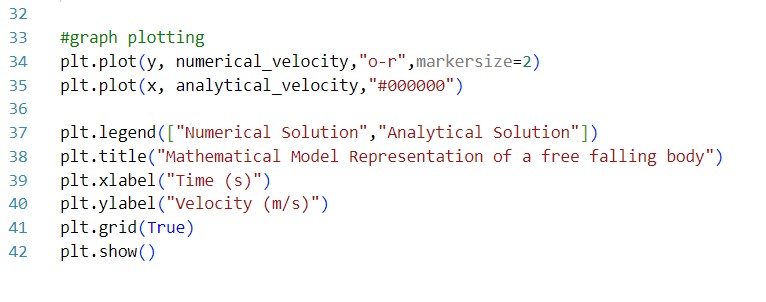 32
33 #graph plotting
34 plt.plot(y, numerical_velocity,"o-r",markersize=2)
35 plt.plot(x, analytical_velocity,"#000000")
36
37 plt.legend(["Numerical Solution","Analytical Solution"])
38 plt.title("Mathematical Model Representation of a free falling body")
39 plt.xlabel("Time (s)")
40 plt.ylabel("Velocity (m/s)")
41 plt.grid(True)
42 plt.show()